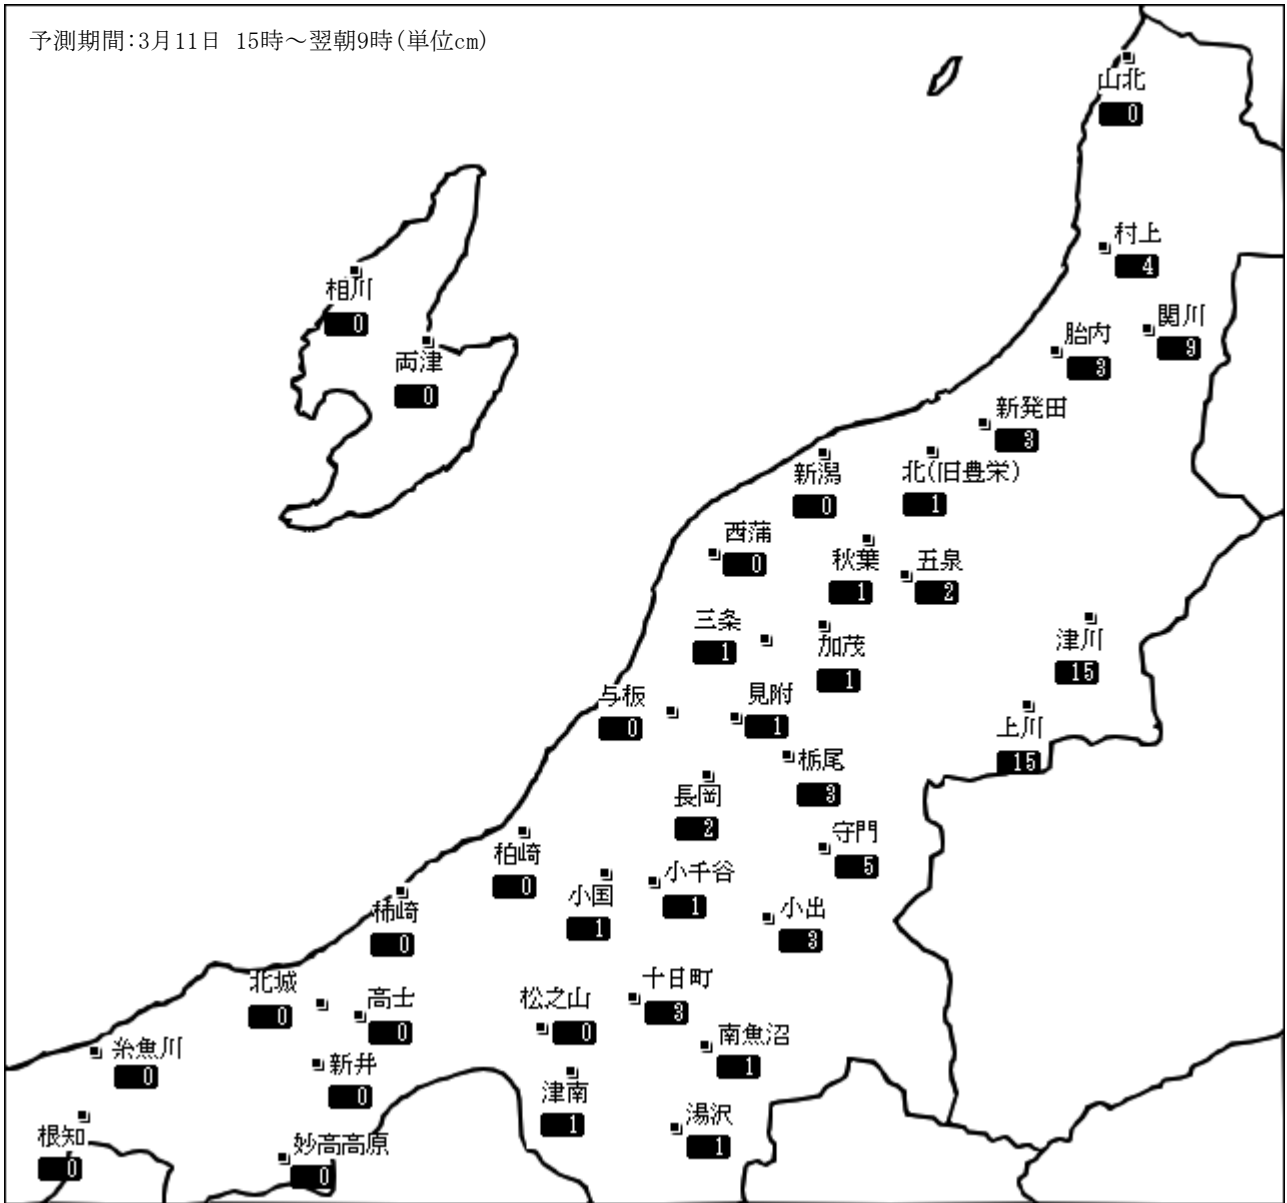 予測期間:3月11日 15時～翌朝9時(単位cm)
山北
0
村上
4
相川
0
関川
9
胎内
3
両津
0
新発田
3
新潟
0
北(旧豊栄)
1
西蒲
0
秋葉
1
五泉
2
三条
1
加茂
1
津川
15
与板
0
見附
1
上川
15
栃尾
3
長岡
2
守門
5
柏崎
0
小千谷
1
小国
1
小出
3
柿崎
0
北城
0
高士
0
松之山
0
十日町
3
南魚沼
1
糸魚川
0
新井
0
津南
1
湯沢
1
根知
0
妙高高原
0